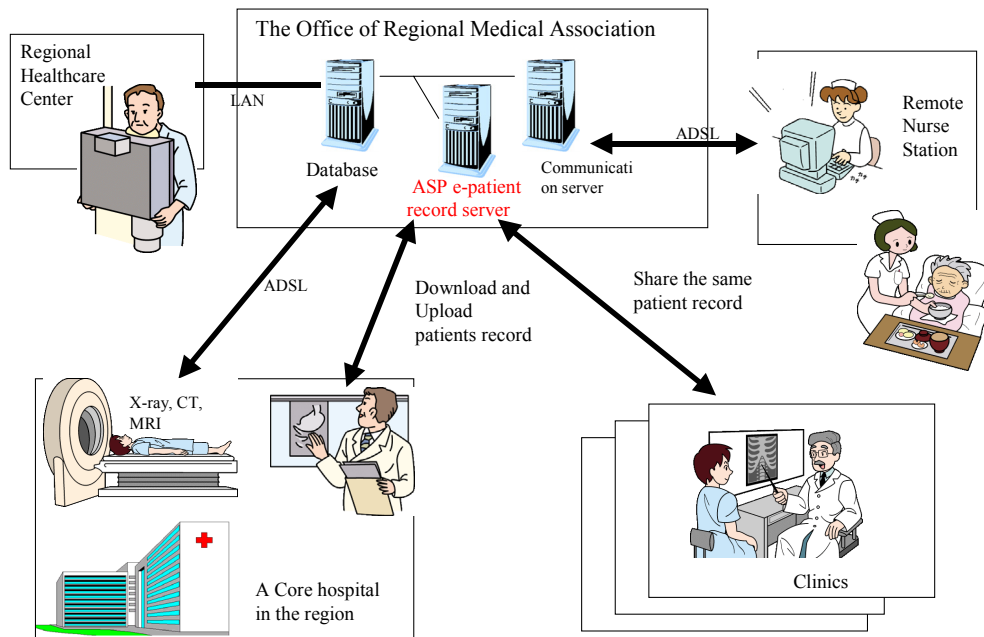 The Office of Regional Medical Association
Regional
Healthcare
Center
LAN
Database
ASP e-patient
record server
Communicati
on server
ADSL
Remote
Nurse
Station
ADSL
Download and
Upload
patients record
Share the same
patient record
X-ray, CT,
MRI
A Core hospital
in the region
Clinics